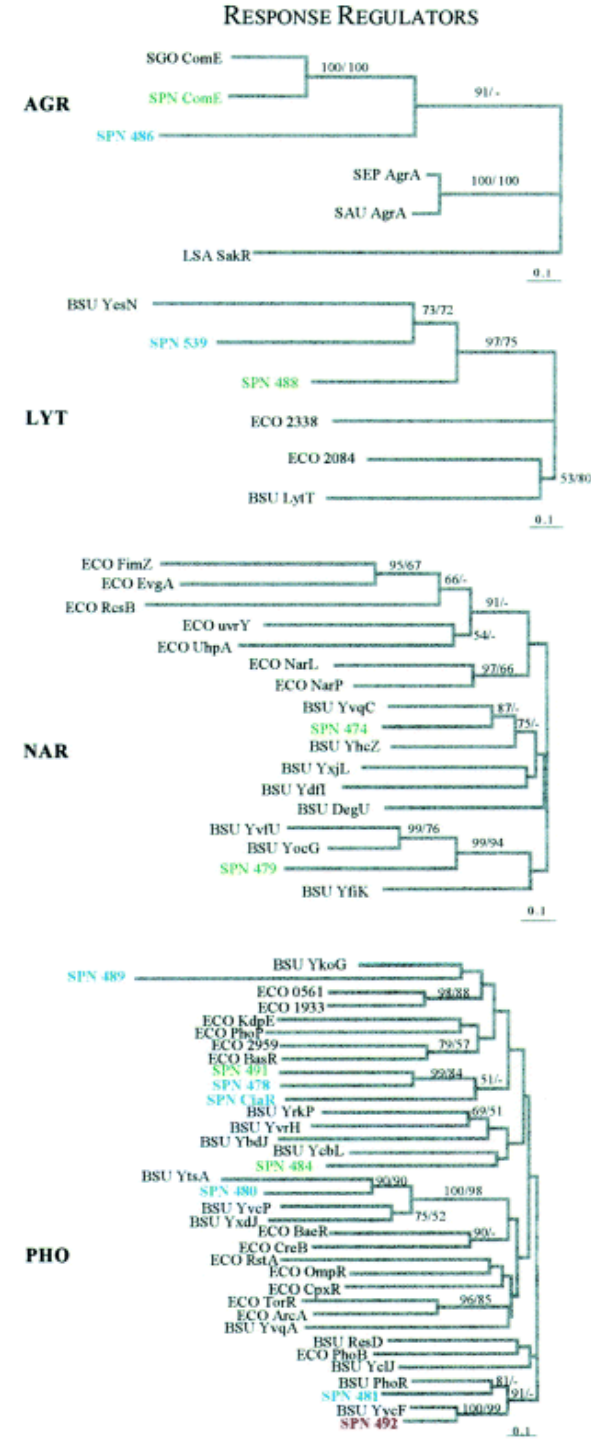 RESPONSE REGULATORS
SGO ComE
100/100
SPN ComE
91/-
AGR
SPN 486
SEP AgrA
100/100
SAU AgrA
LSA SakR
0.1
BSU YesN
73/72
SPN 539
97/75
SPN 488
LYT
ECO 2338
ECO 2084
53/80
BSU LytT
0.1
ECO FimZ
95/67
ECO EvgA
66/-
ECO RcsB
91/-
ECO uvrY
54/-
ECO UhpA
ECO NarL
97/66
ECO NarP
BSU YvqC
87/-
SPN 474
75/-
BSU YhcZ
NAR
BSU YxjL
BSU YdfI
BSU DegU
BSU YvfU
99/76
BSU YocG
99/94
SPN 479
BSU YfiK
0.1
BSU YkoG
SPN 489
ECO 0561
98/88
ECO 1933
ECO KdpE
ECO PhoP
ECO 2959
79/57
ECO BasR
SPN 491
99/84
SPN 478
51/-
SPN CiaR
BSU YrkP
69/51
BSU YvrH
BSU YbdJ
BSU YcbL
SPN 484
BSU YtsA
90/90
SPN 480
100/98
BSU YvcP
75/52
BSU YxdJ
ECO BaeR
90/-
ECO CreB
PHO
ECO RstA
ECO OmpR
ECO CpxR
ECO TorR
96/85
ECO ArcA
BSU YvqA
BSU ResD
ECO PhoB
BSU YclJ
BSU PhoR
81/-
SPN 481
91/-
BSU YvcF
100/99
SPN 492
0.1